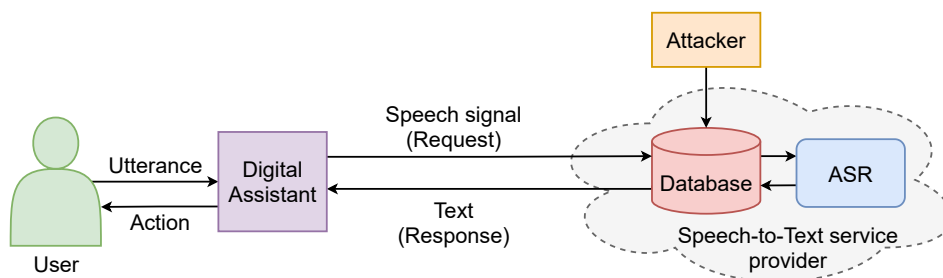 Attacker
Speech signal
(Request)
Utterance
Digital
Assistant
Database
ASR
Action
Text
(Response)
Speech-to-Text service
provider
User